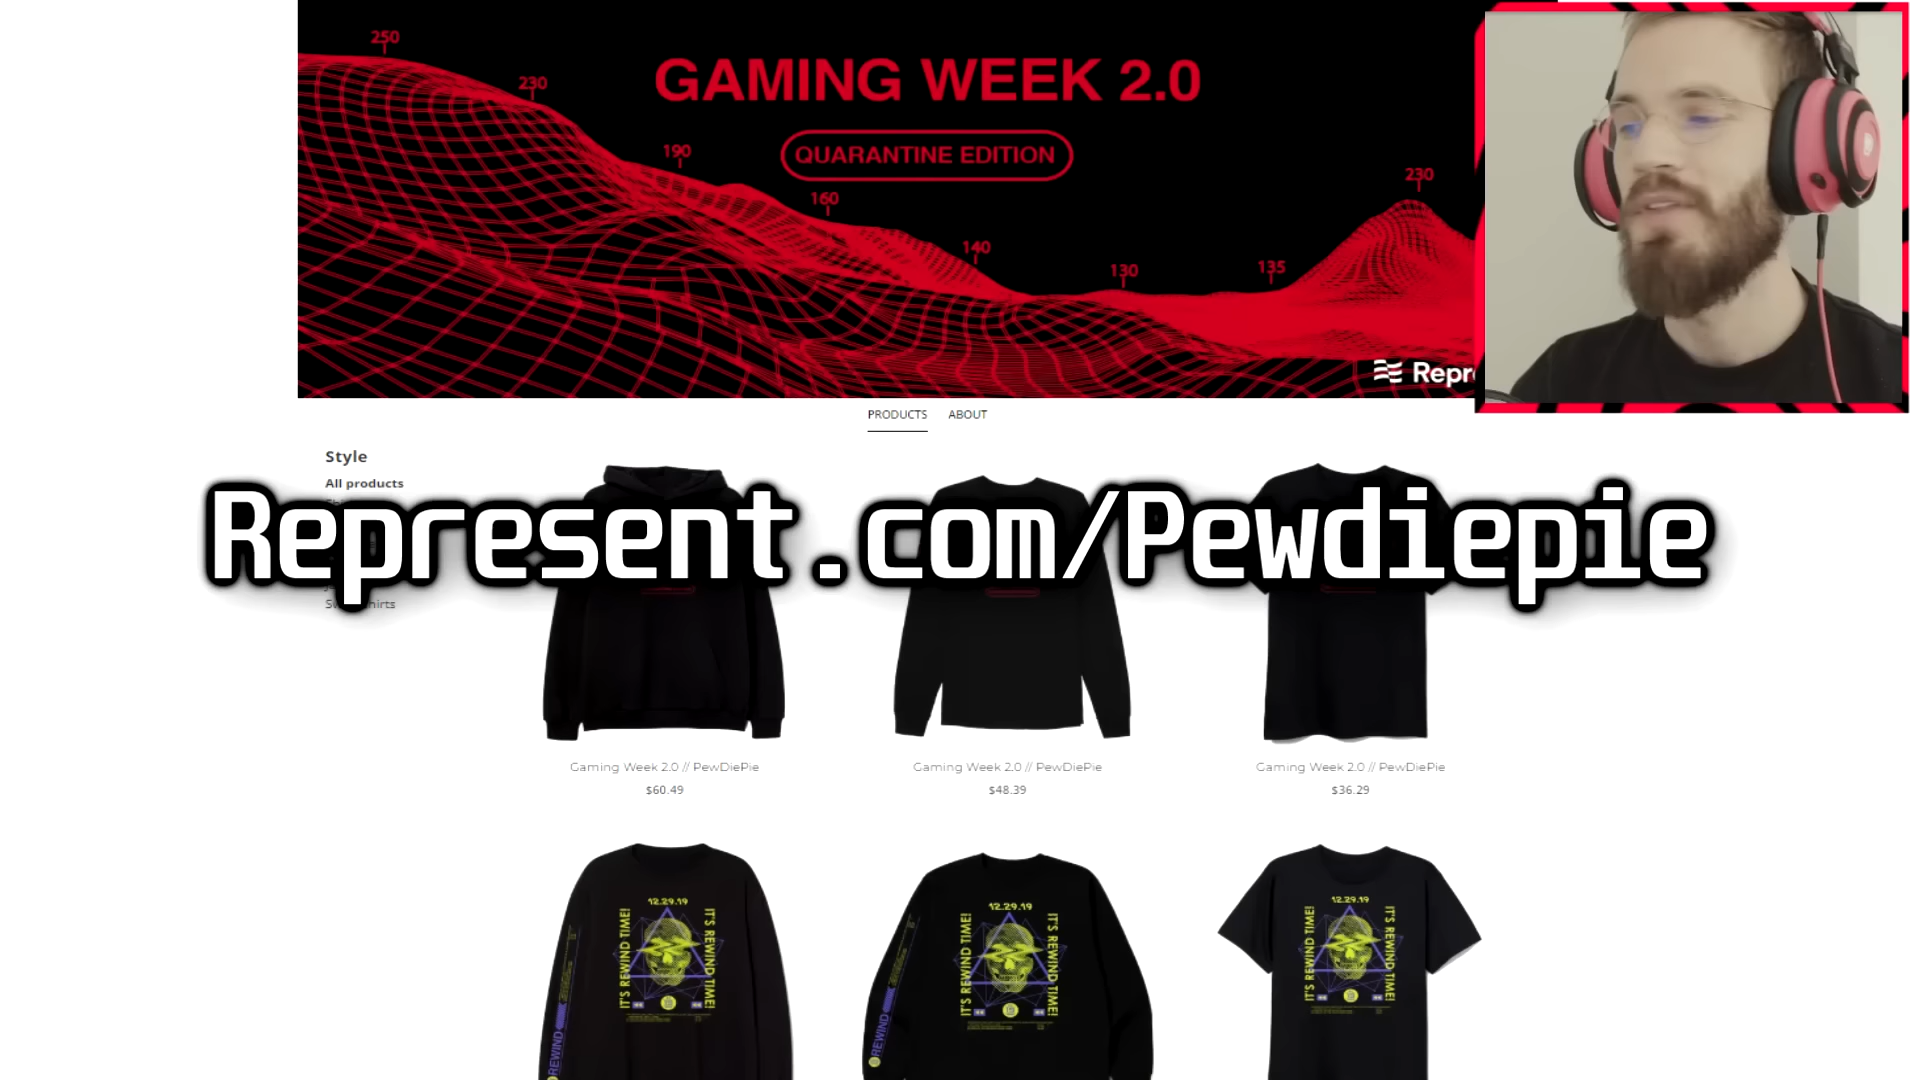 250
230
GAMING WEEK 2.0
QUARANTINE EDITION
190
160
140
130
135
230
Repr
PRODUCTS ABOUT
Style
All products
Represent.com/Pewdiepie
Gaming Week 2.0 // PewDiePie
$60.49
Gaming Week 2.0 // PewDiePie
$48.39
Gaming Week 2.0 // PewDiePie
$36.29
12.29.19
IT'S REWIND TIME!
IT'S REWIND TIME!
REWIND
12.29.19
IT'S REWIND TIME!
IT'S REWIND TIME!
REWIND
12.29.19
IT'S REWIND TIME!
IT'S REWIND TIME!